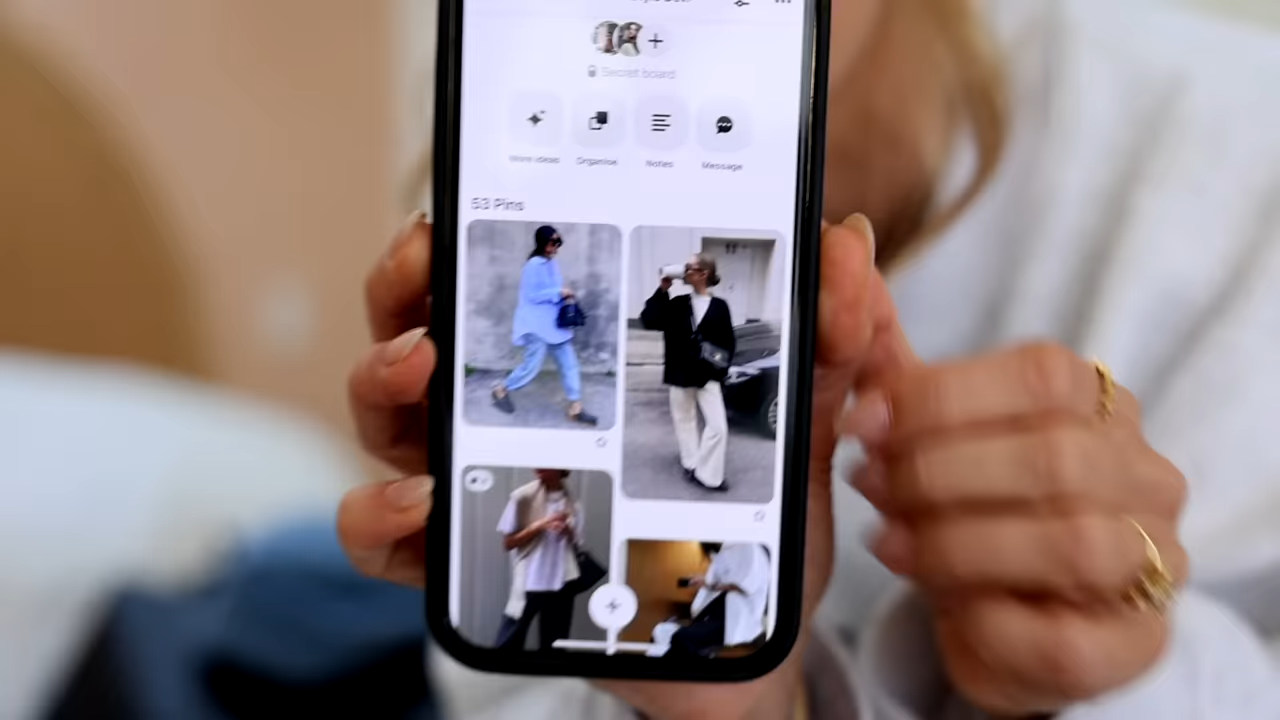 Secret board
More ideas
Organise
Notes
Message
53 Pins